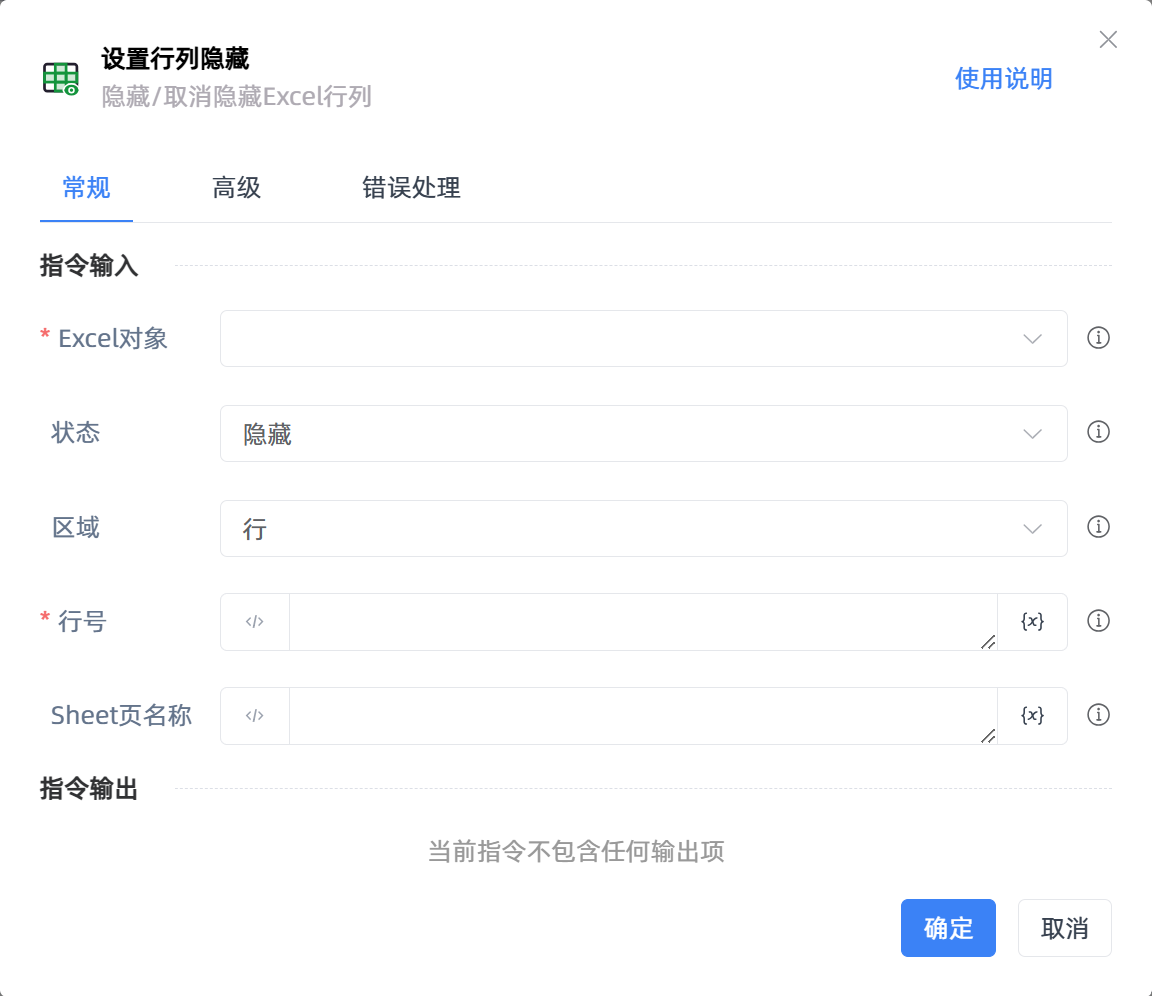 设置行列隐藏
隐藏/取消隐藏Excel行列
使用说明
常规 高级 错误处理
指令输入
* Excel对象
状态 隐藏
区域 行
* 行号 </> {x}
Sheet页名称 </> {x}
指令输出
当前指令不包含任何输出项
确定 取消